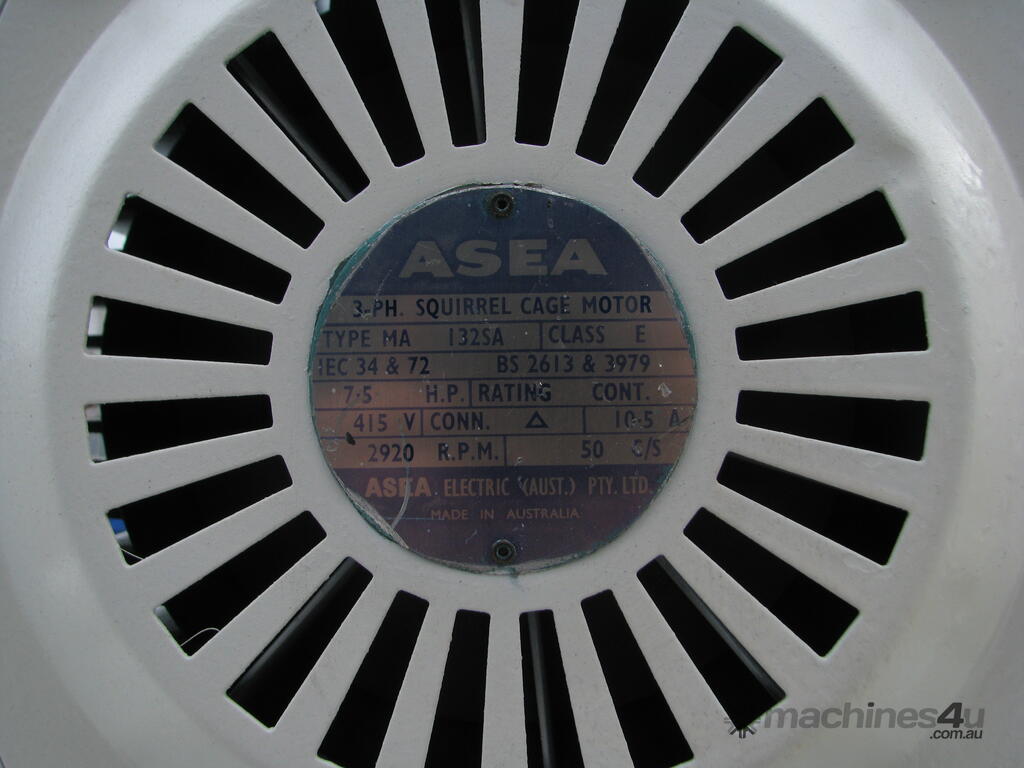 ASEA
3-PH. SQUIRREL CAGE MOTOR
TYPE MA 132SA CLASS E
IEC 34 & 72 BS 2613 & 3979
7·5 H.P. RATING CONT.
415 V CONN. △ 10·5 A
2920 R.P.M. 50 C/S
ASEA ELECTRIC (AUST.) PTY. LTD.
MADE IN AUSTRALIA
machines4u
.com.au